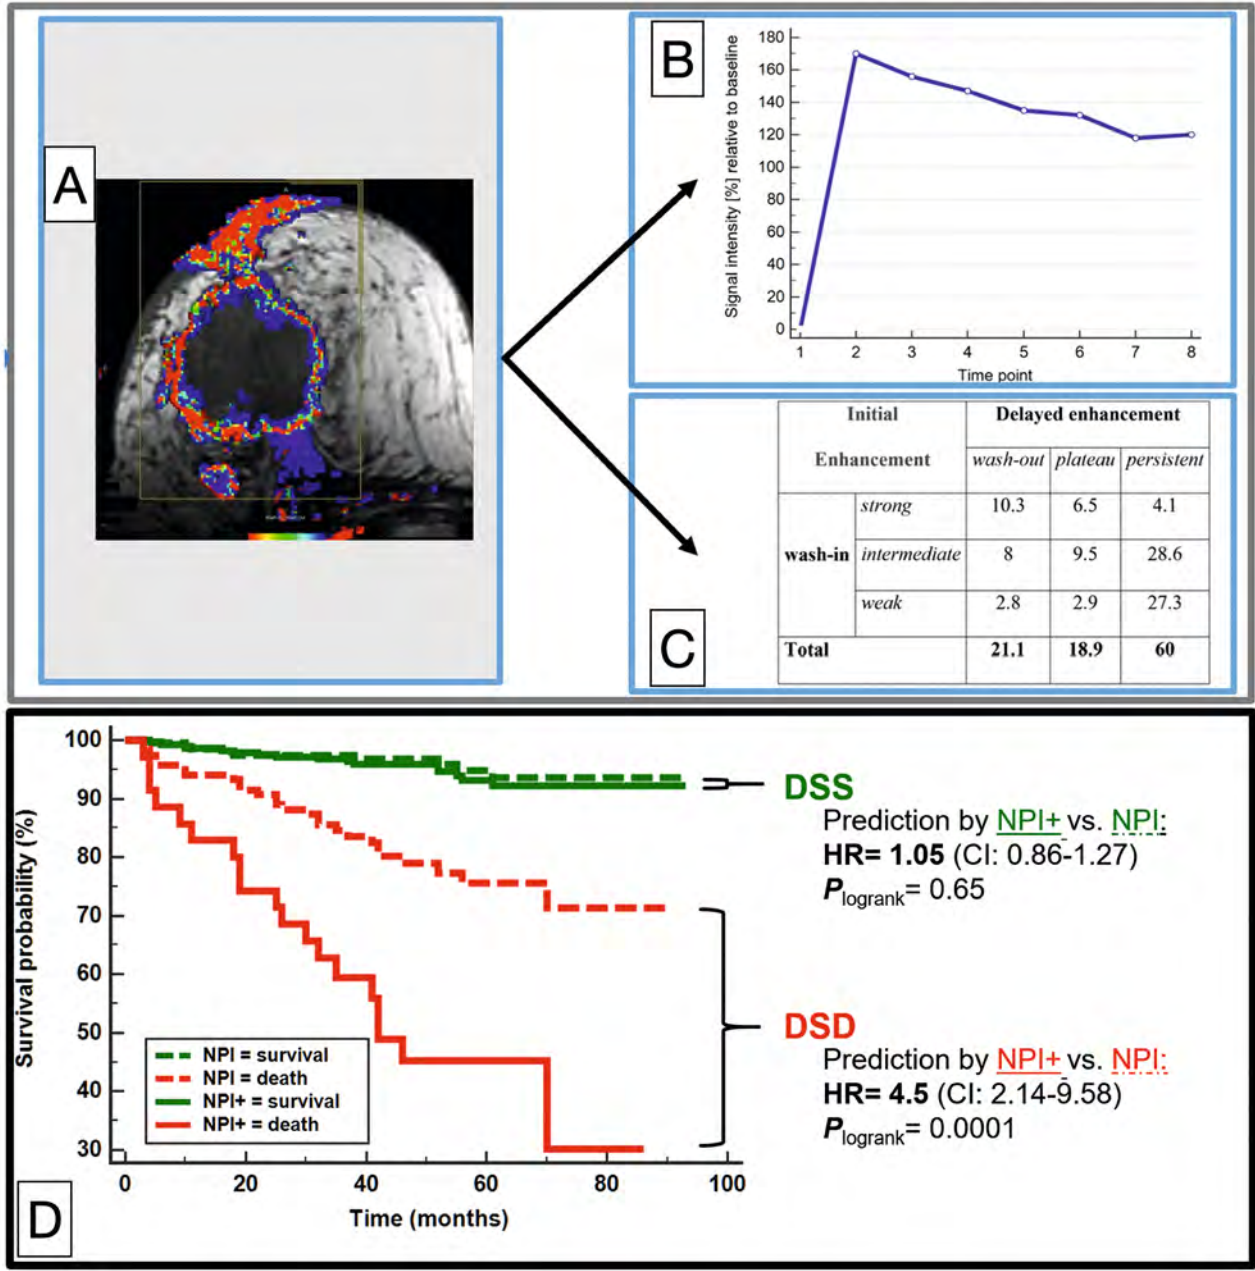 A
B
Signal intensity [%] relative to baseline
180
160
140
120
100
80
60
40
20
0
1 2 3 4 5 6 7 8
Time point
C
Initial Enhancement Delayed enhancement
wash-out plateau persistent
wash-in strong 10.3 6.5 4.1
intermediate 8 9.5 28.6
weak 2.8 2.9 27.3
Total 21.1 18.9 60
D
Survival probability (%)
100
90
80
70
60
50
40
30
0 20 40 60 80 100
Time (months)
NPI = survival
NPI = death
NPI+ = survival
NPI+ = death
DSS
Prediction by NPI+ vs. NPI:
HR= 1.05 (CI: 0.86-1.27)
Plogrank= 0.65
DSD
Prediction by NPI+ vs. NPI:
HR= 4.5 (CI: 2.14-9.58)
Plogrank= 0.0001